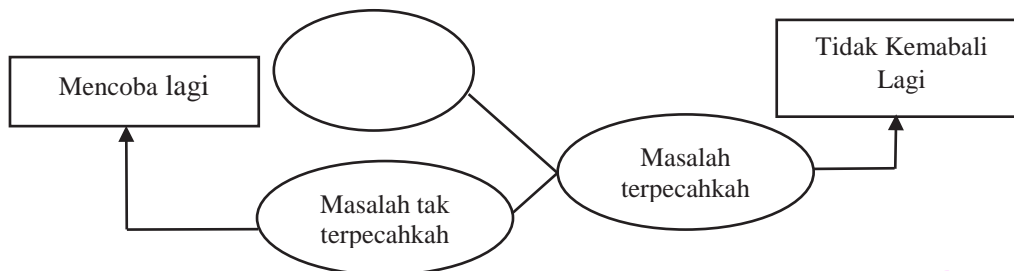 Mencoba lagi
Tidak Kemabali
Lagi
Masalah
terpecahkah
Masalah tak
terpecahkah